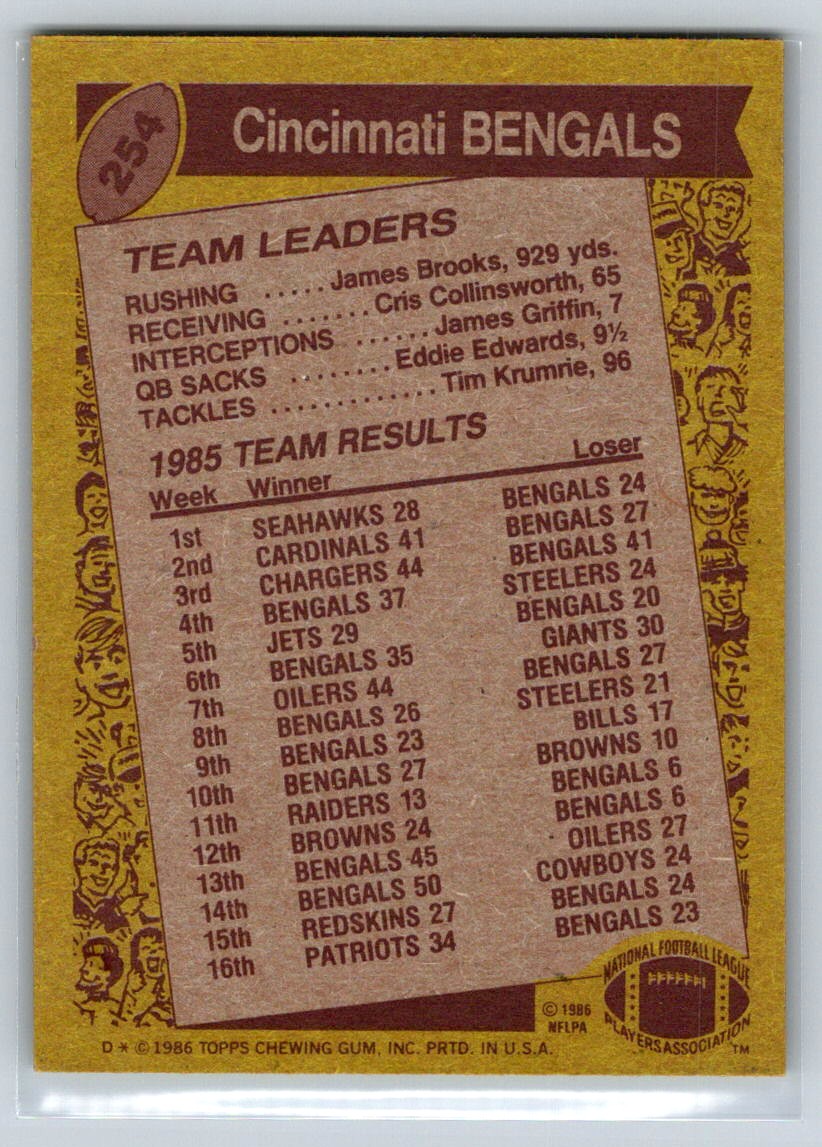 254
Cincinnati BENGALS
TEAM LEADERS
RUSHING ..... James Brooks, 929 yds.
RECEIVING ....... Cris Collinsworth, 65
INTERCEPTIONS ...... James Griffin, 7
QB SACKS ........ Eddie Edwards, 9½
TACKLES ............. Tim Krumrie, 96
1985 TEAM RESULTS
Week Winner Loser
1st SEAHAWKS 28 BENGALS 24
2nd CARDINALS 41 BENGALS 27
3rd CHARGERS 44 BENGALS 41
4th BENGALS 37 STEELERS 24
5th JETS 29 BENGALS 20
6th BENGALS 35 GIANTS 30
7th OILERS 44 BENGALS 27
8th BENGALS 26 STEELERS 21
9th BENGALS 23 BILLS 17
10th BENGALS 27 BROWNS 10
11th RAIDERS 13 BENGALS 6
12th BROWNS 24 BENGALS 6
13th BENGALS 45 OILERS 27
14th BENGALS 50 COWBOYS 24
15th REDSKINS 27 BENGALS 24
16th PATRIOTS 34 BENGALS 23
© 1986
NFLPA
NATIONAL FOOTBALL LEAGUE
PLAYERS ASSOCIATION
TM
D * © 1986 TOPPS CHEWING GUM, INC. PRTD. IN U.S.A.